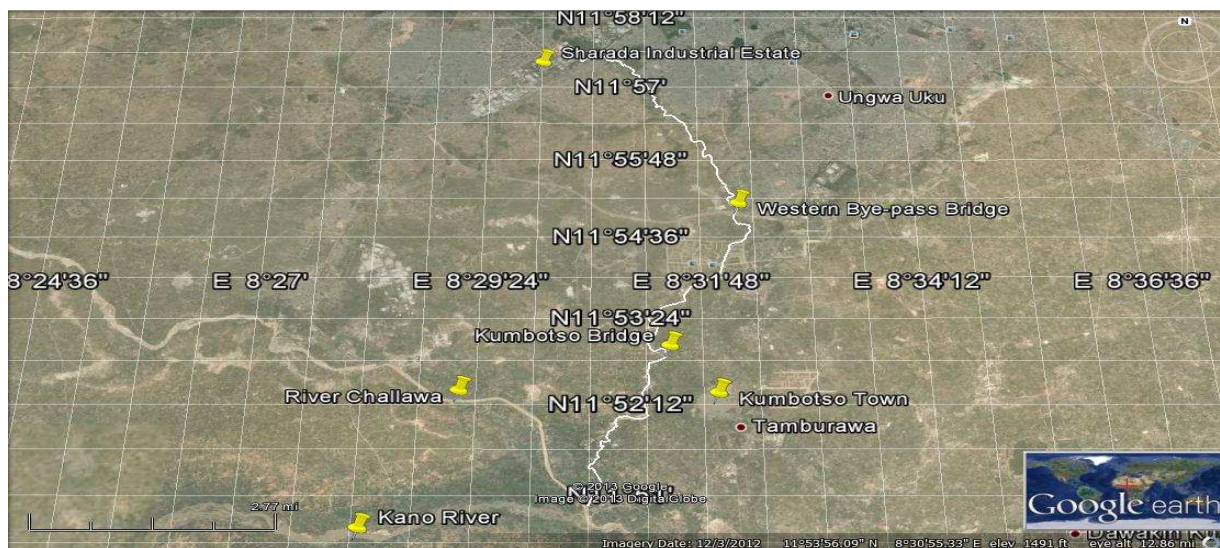 N11°58'12"
N
Sharada Industrial Estate
N11°57'
Ungwa Uku
N11°55'48"
Western Bye-pass Bridge
N11°54'36"
8°24'36"
E 8°27'
E 8°29'24"
E 8°31'48"
E 8°34'12"
E 8°36'36"
N11°53'24"
Kumbotso Bridge
River Challawa
N11°52'12"
Kumbotso Town
Tamburawa
© 2013 Google
Image © 2013 DigitalGlobe
2.77 mi
Kano River
Google earth
Dawakin
Imagery Date: 12/3/2012 11°53'56.09" N 8°30'55.33" E elev 1491 ft eye alt 12.86 mi